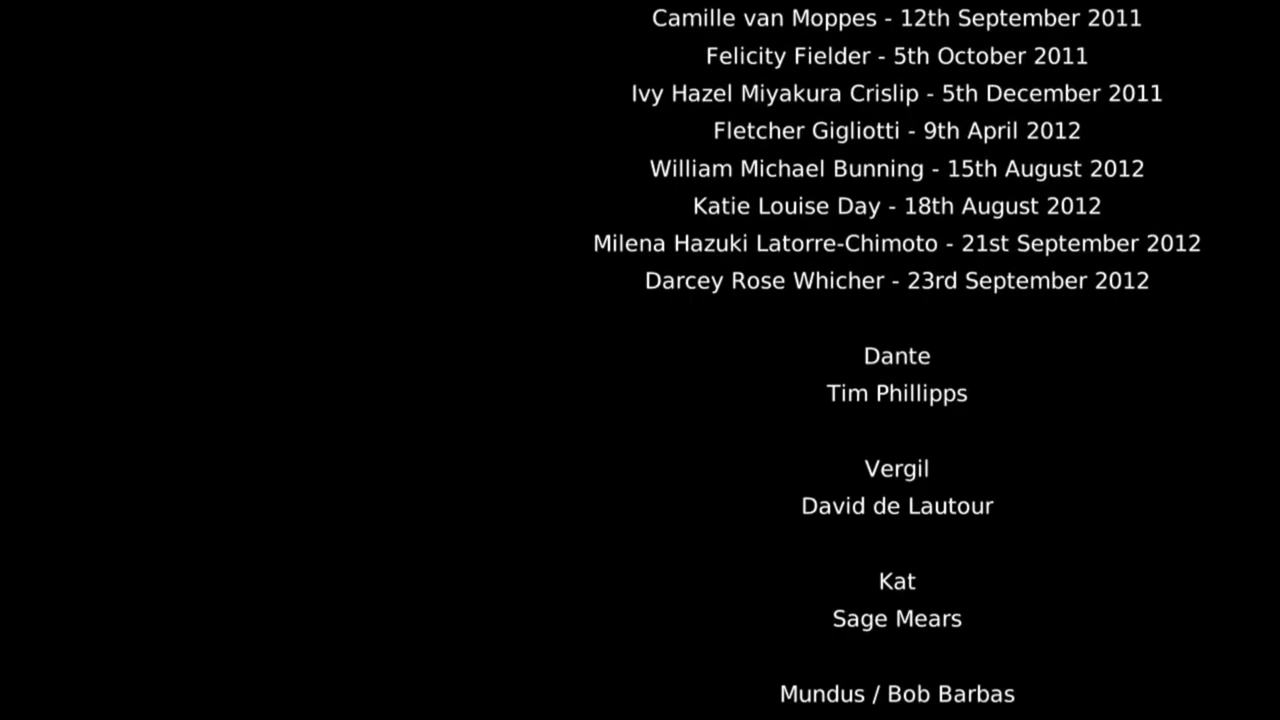 Camille van Moppes - 12th September 2011
Felicity Fielder - 5th October 2011
Ivy Hazel Miyakura Crislip - 5th December 2011
Fletcher Gigliotti - 9th April 2012
William Michael Bunning - 15th August 2012
Katie Louise Day - 18th August 2012
Milena Hazuki Latorre-Chimoto - 21st September 2012
Darcey Rose Whicher - 23rd September 2012
Dante
Tim Phillipps
Vergil
David de Lautour
Kat
Sage Mears
Mundus / Bob Barbas